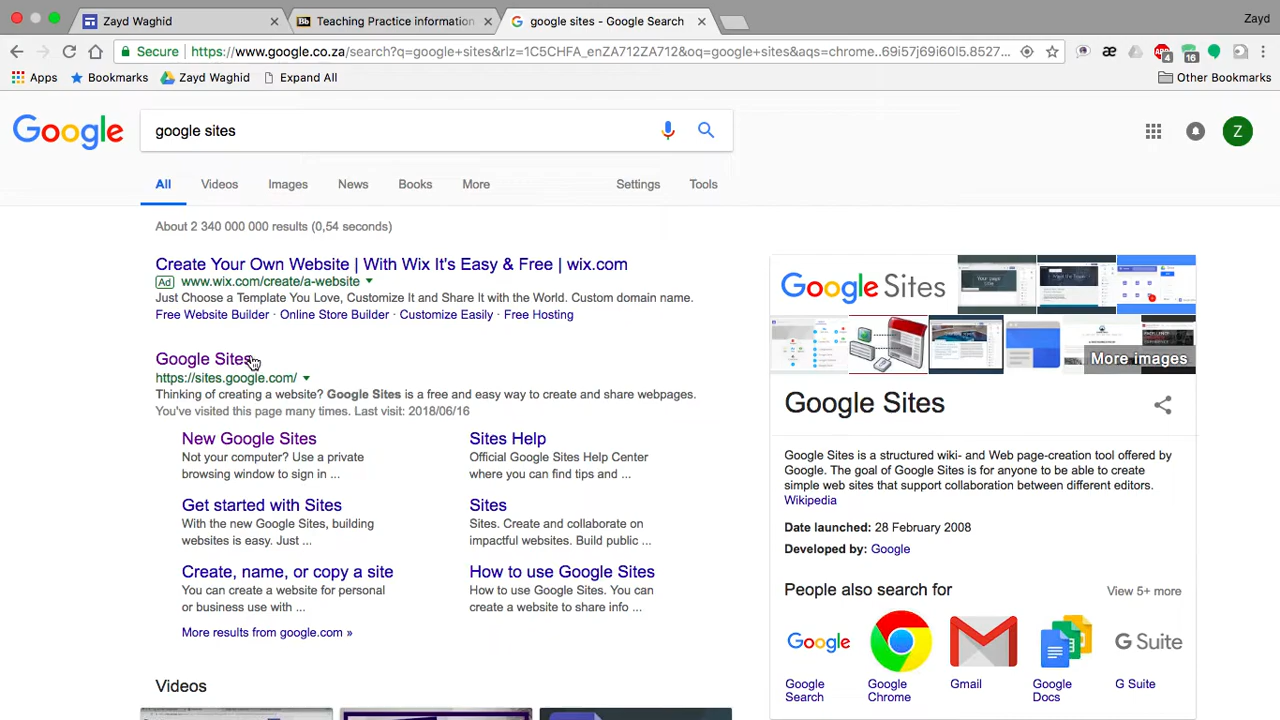 Zayd Waghid
Teaching Practice information
google sites - Google Search
Zayd
Secure
https://www.google.co.za/search?q=google+sites&rlz=1C5CHFA_enZA712ZA712&oq=google+sites&aqs=chrome..69i57j69i60l5.8527...
4
16
Apps
Bookmarks
Zayd Waghid
Expand All
Other Bookmarks
Google
google sites
Z
All
Videos
Images
News
Books
More
Settings
Tools
About 2 340 000 000 results (0,54 seconds)
Create Your Own Website | With Wix It's Easy & Free | wix.com
Ad www.wix.com/create/a-website
Just Choose a Template You Love, Customize It and Share It with the World. Custom domain name.
Free Website Builder · Online Store Builder · Customize Easily · Free Hosting
Google Sites
https://sites.google.com/
Thinking of creating a website? Google Sites is a free and easy way to create and share webpages.
You've visited this page many times. Last visit: 2018/06/16
New Google Sites
Not your computer? Use a private
browsing window to sign in ...
Sites Help
Official Google Sites Help Center
where you can find tips and ...
Get started with Sites
With the new Google Sites, building
websites is easy. Just ...
Sites
Sites. Create and collaborate on
impactful websites. Build public ...
Create, name, or copy a site
You can create a website for personal
or business use with ...
How to use Google Sites
How to use Google Sites. You can
create a website to share info ...
More results from google.com »
Videos
Google Sites
More images
Google Sites
Google Sites is a structured wiki- and Web page-creation tool offered by
Google. The goal of Google Sites is for anyone to be able to create
simple web sites that support collaboration between different editors.
Wikipedia
Date launched: 28 February 2008
Developed by: Google
People also search for
View 5+ more
Google
G Suite
Google
Search
Google
Chrome
Gmail
Google
Docs
G Suite